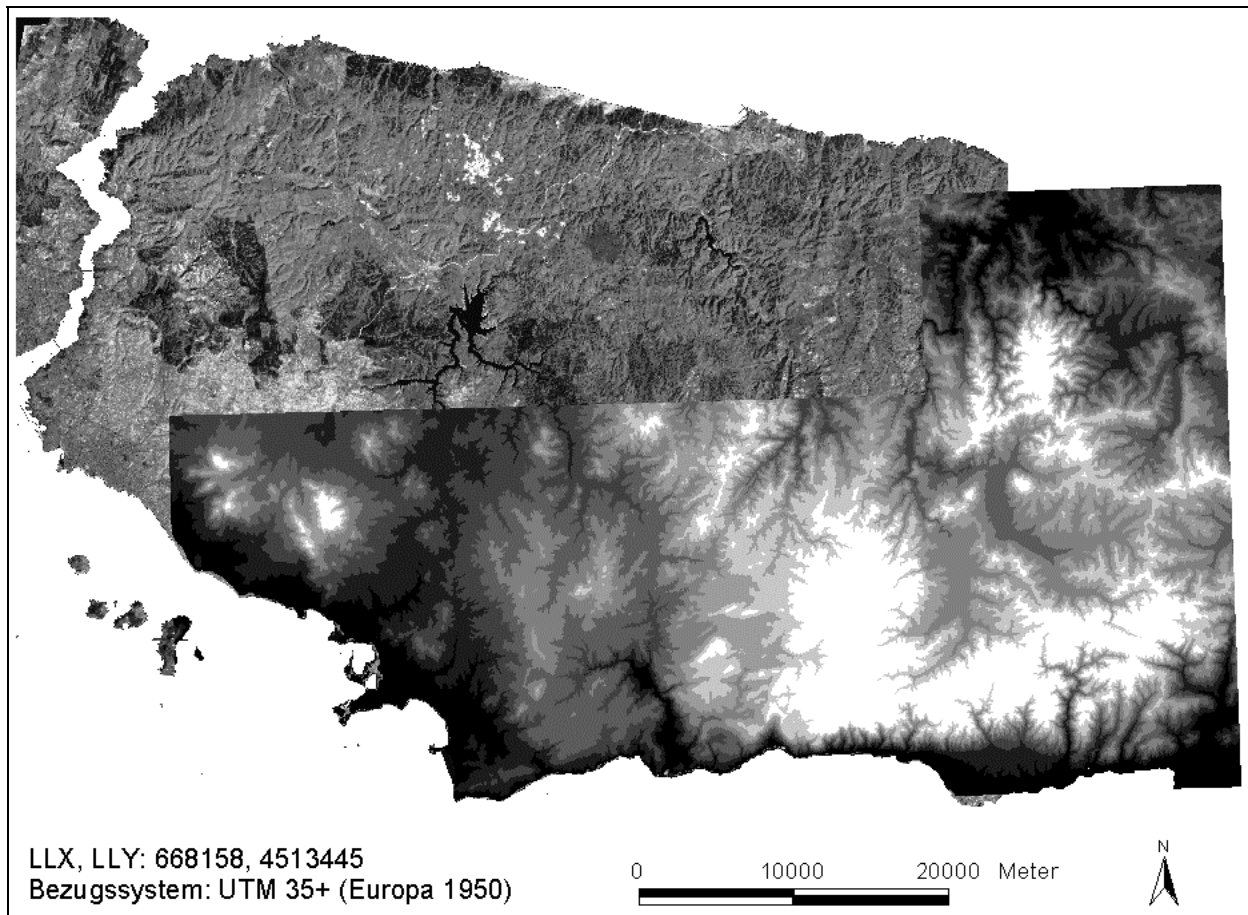 LLX, LLY: 668158, 4513445
Bezugssystem: UTM 35+ (Europa 1950)
0 10000 20000 Meter
N